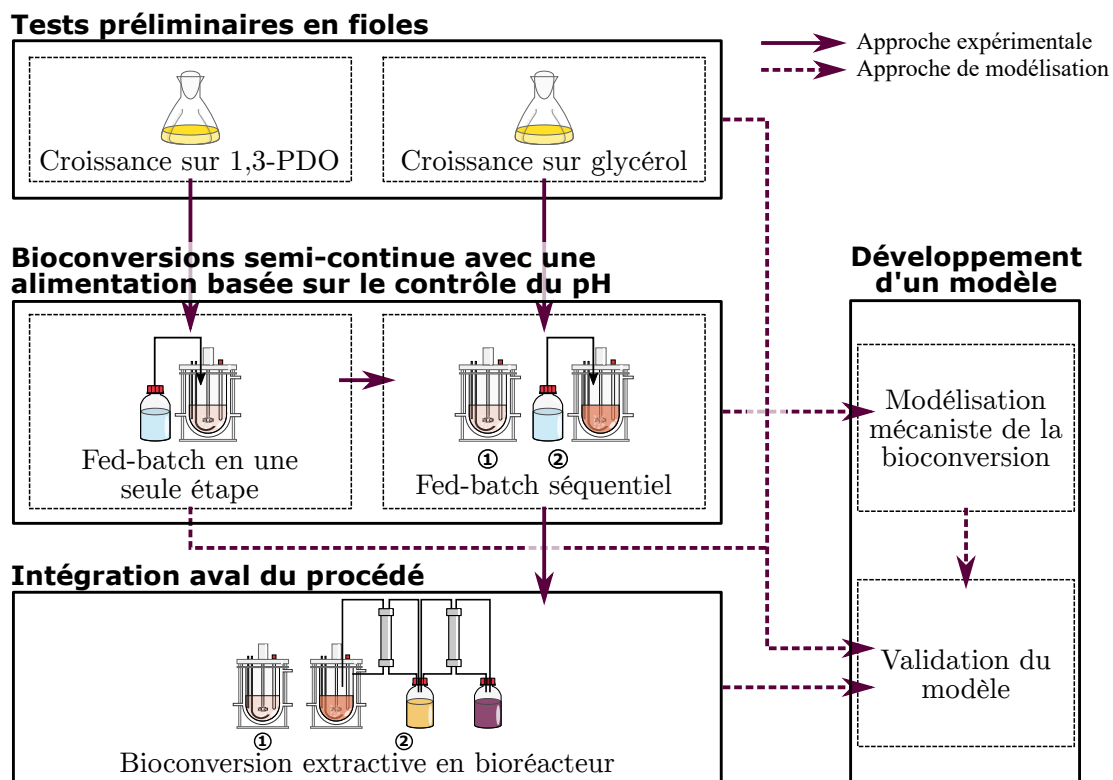 Tests préliminaires en fioles
Approche expérimentale
Approche de modélisation
Croissance sur 1,3-PDO
Croissance sur glycérol
Bioconversions semi-continue avec une
alimentation basée sur le contrôle du pH
Développement
d'un modèle
① ②
Fed-batch en une
seule étape
Fed-batch séquentiel
Modélisation
mécaniste de la
bioconversion
Intégration aval du procédé
① ②
Bioconversion extractive en bioréacteur
Validation du
modèle